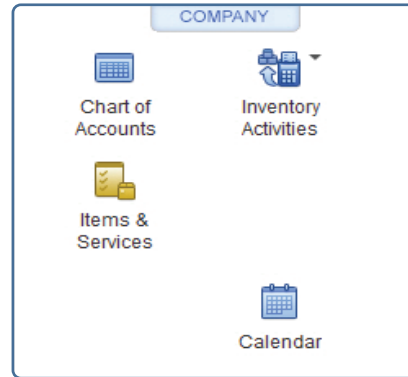 COMPANY
Chart of
Accounts
Inventory
Activities
Items &
Services
Calendar